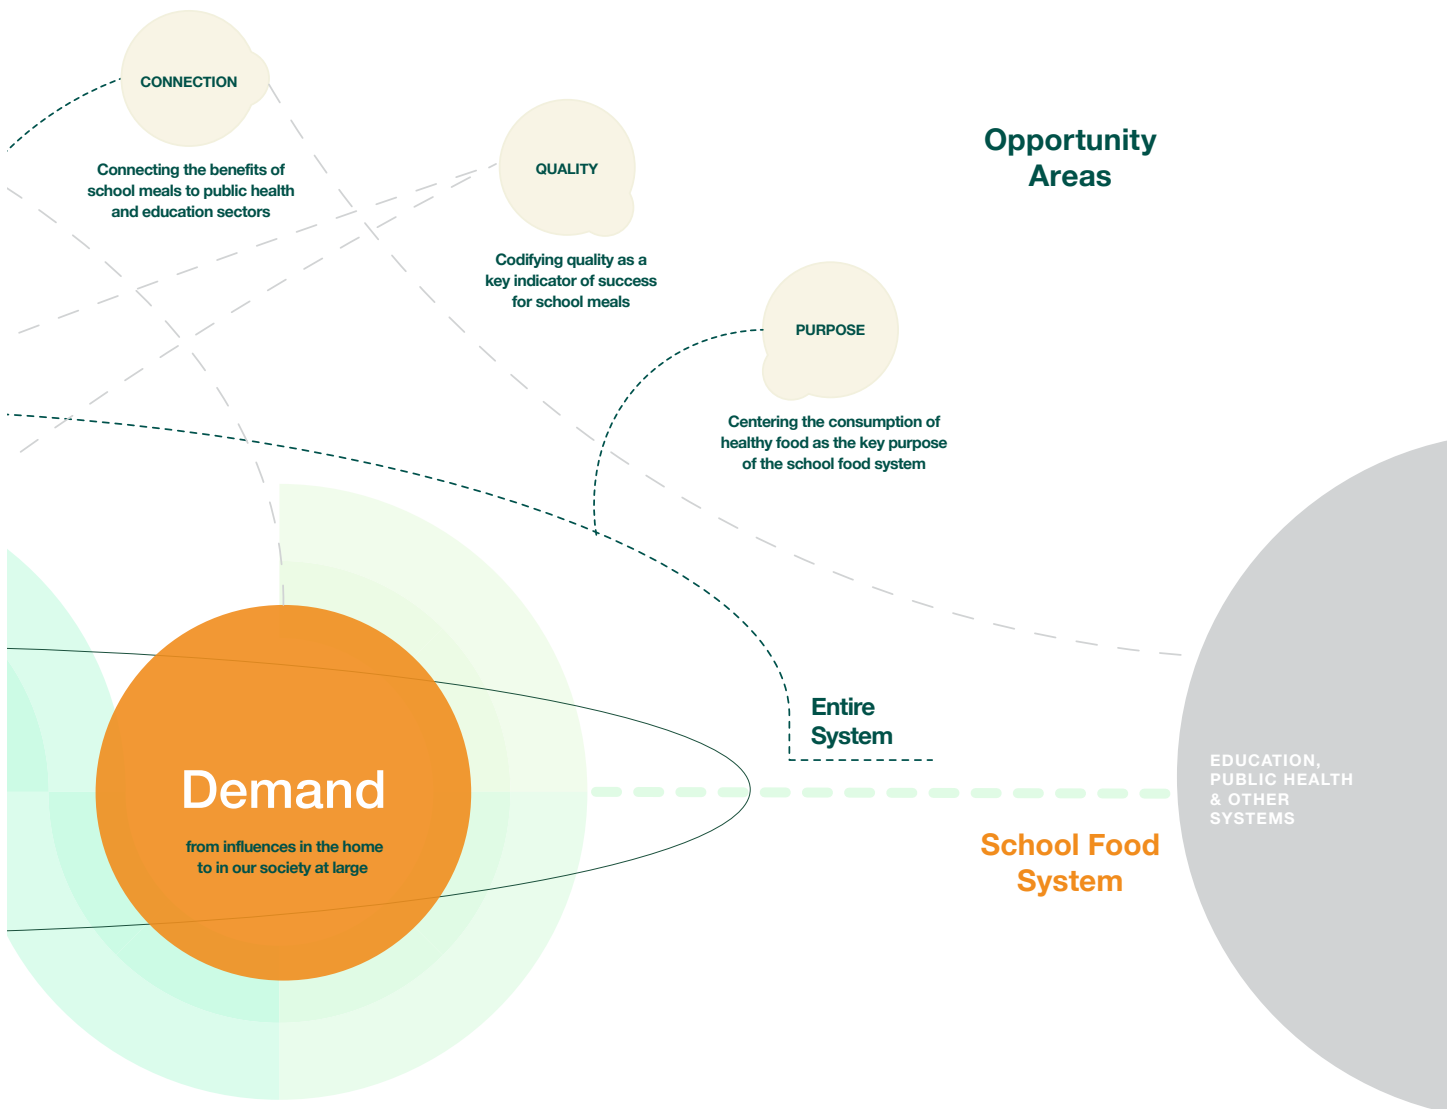 CONNECTION
Connecting the benefits of
school meals to public health
and education sectors
QUALITY
Codifying quality as a
key indicator of success
for school meals
Opportunity
Areas
PURPOSE
Centering the consumption of
healthy food as the key purpose
of the school food system
Entire
System
EDUCATION,
PUBLIC HEALTH
& OTHER
SYSTEMS
Demand
from influences in the home
to in our society at large
School Food
System